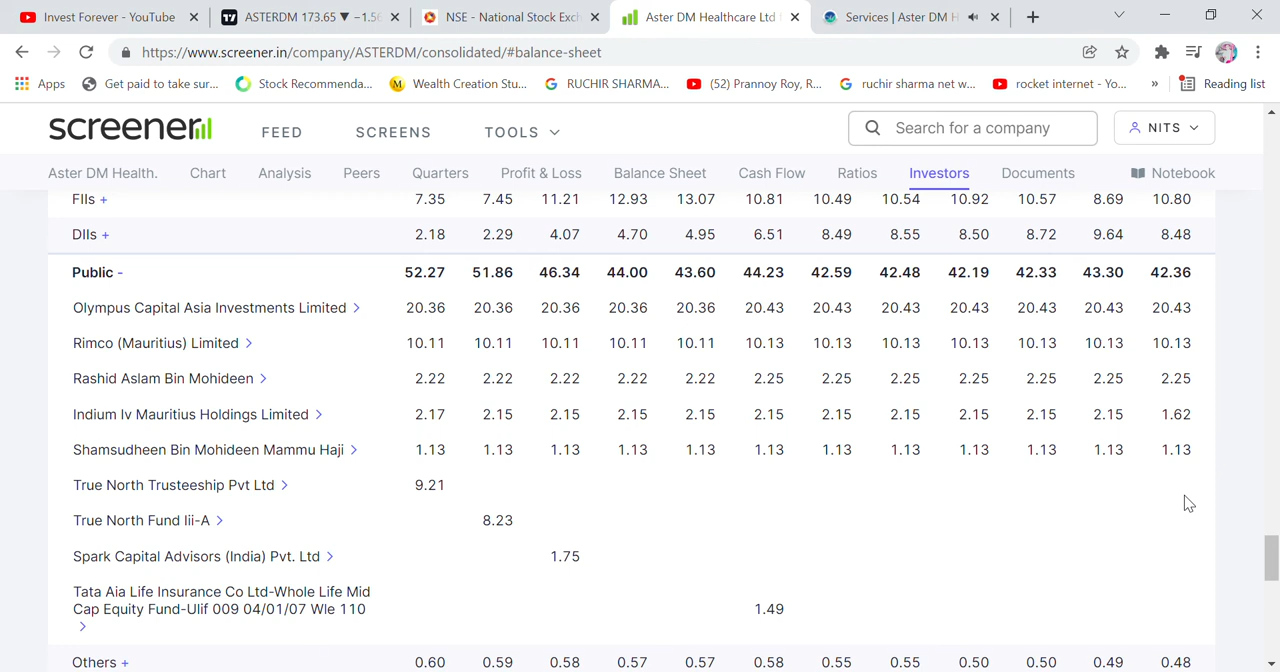 Invest Forever - YouTube
ASTERDM 173.65 ▼ −1.56
NSE - National Stock Exch
Aster DM Healthcare Ltd
Services | Aster DM H
https://www.screener.in/company/ASTERDM/consolidated/#balance-sheet
Apps
Get paid to take sur...
Stock Recommenda...
M Wealth Creation Stu...
RUCHIR SHARMA...
(52) Prannoy Roy, R...
ruchir sharma net w...
rocket internet - Yo...
»
Reading list
screener
FEED SCREENS TOOLS
Search for a company
NITS
Aster DM Health. Chart Analysis Peers Quarters Profit & Loss Balance Sheet Cash Flow Ratios Investors Documents Notebook
FIIs + 7.35 7.45 11.21 12.93 13.07 10.81 10.49 10.54 10.92 10.57 8.69 10.80
DIIs + 2.18 2.29 4.07 4.70 4.95 6.51 8.49 8.55 8.50 8.72 9.64 8.48
Public - 52.27 51.86 46.34 44.00 43.60 44.23 42.59 42.48 42.19 42.33 43.30 42.36
Olympus Capital Asia Investments Limited > 20.36 20.36 20.36 20.36 20.36 20.43 20.43 20.43 20.43 20.43 20.43 20.43
Rimco (Mauritius) Limited > 10.11 10.11 10.11 10.11 10.11 10.13 10.13 10.13 10.13 10.13 10.13 10.13
Rashid Aslam Bin Mohideen > 2.22 2.22 2.22 2.22 2.22 2.25 2.25 2.25 2.25 2.25 2.25 2.25
Indium Iv Mauritius Holdings Limited > 2.17 2.15 2.15 2.15 2.15 2.15 2.15 2.15 2.15 2.15 2.15 1.62
Shamsudheen Bin Mohideen Mammu Haji > 1.13 1.13 1.13 1.13 1.13 1.13 1.13 1.13 1.13 1.13 1.13 1.13
True North Trusteeship Pvt Ltd > 9.21
True North Fund Iii-A > 8.23
Spark Capital Advisors (India) Pvt. Ltd > 1.75
Tata Aia Life Insurance Co Ltd-Whole Life Mid
Cap Equity Fund-Ulif 009 04/01/07 Wle 110 1.49
>
Others + 0.60 0.59 0.58 0.57 0.57 0.58 0.55 0.55 0.50 0.50 0.49 0.48